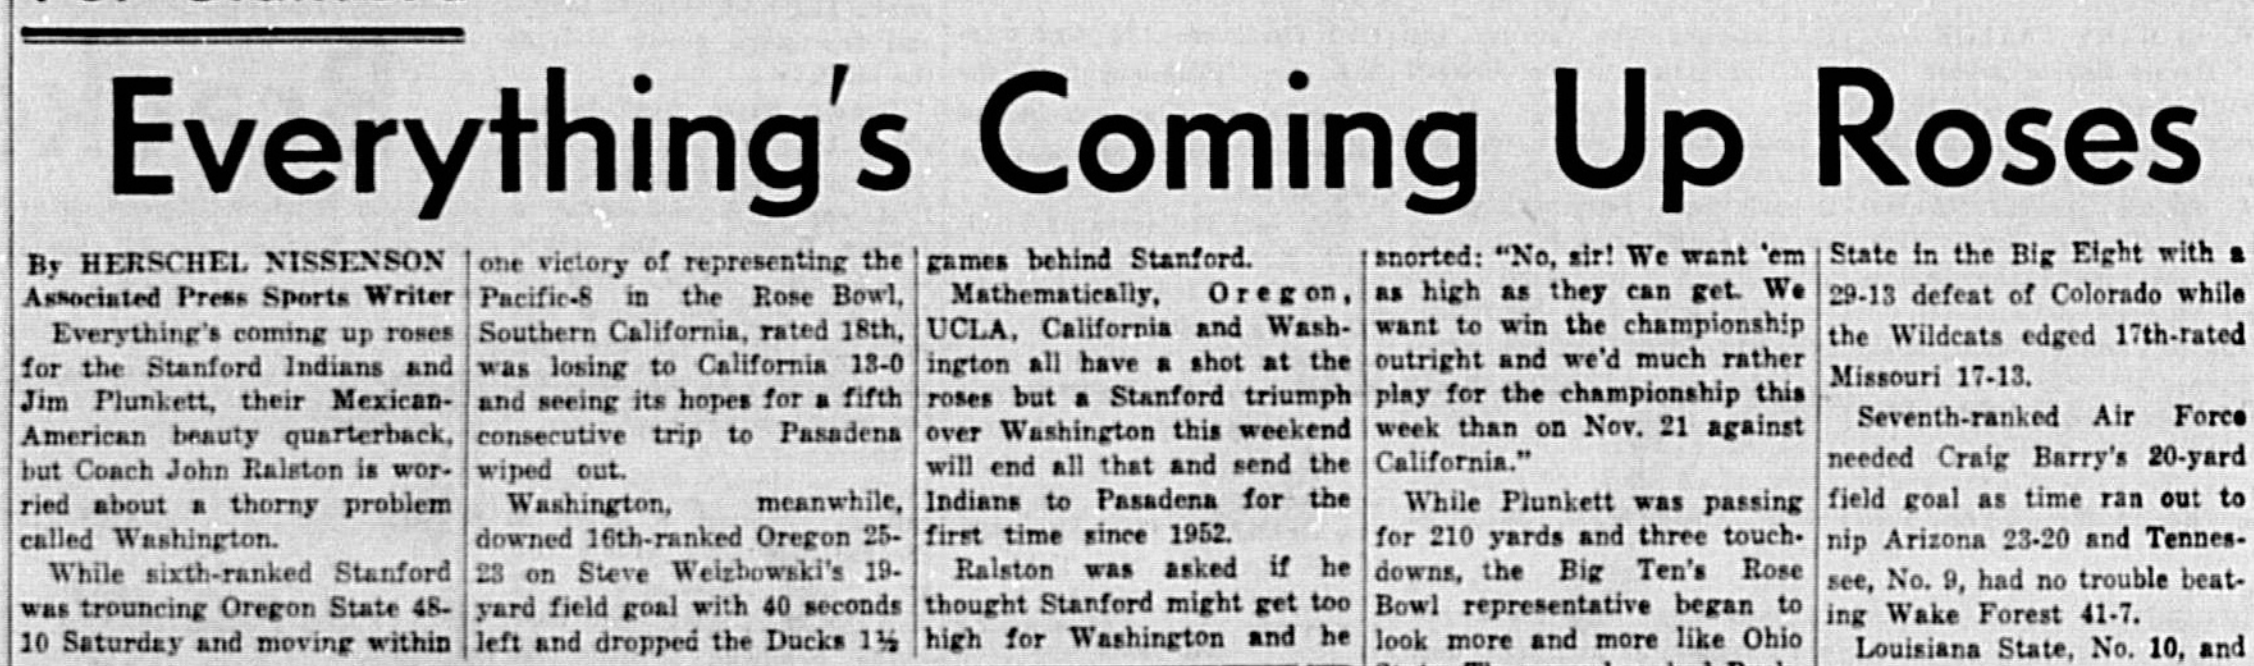 Everything's Coming Up Roses
By HERSCHEL NISSENSON
Associated Press Sports Writer
Everything's coming up roses
for the Stanford Indians and
Jim Plunkett, their Mexican-
American beauty quarterback,
but Coach John Ralston is wor-
ried about a thorny problem
called Washington.
While sixth-ranked Stanford
was trouncing Oregon State 48-
10 Saturday and moving within
one victory of representing the
Pacific-8 in the Rose Bowl,
Southern California, rated 18th,
was losing to California 13-0
and seeing its hopes for a fifth
consecutive trip to Pasadena
wiped out.
Washington, meanwhile,
downed 16th-ranked Oregon 25-
23 on Steve Weizbowski's 19-
yard field goal with 40 seconds
left and dropped the Ducks 1½
games behind Stanford.
Mathematically, Oregon,
UCLA, California and Wash-
ington all have a shot at the
roses but a Stanford triumph
over Washington this weekend
will end all that and send the
Indians to Pasadena for the
first time since 1952.
Ralston was asked if he
thought Stanford might get too
high for Washington and he
snorted: "No, sir! We want 'em
as high as they can get. We
want to win the championship
outright and we'd much rather
play for the championship this
week than on Nov. 21 against
California."
While Plunkett was passing
for 210 yards and three touch-
downs, the Big Ten's Rose
Bowl representative began to
look more and more like Ohio
State in the Big Eight with a
29-13 defeat of Colorado while
the Wildcats edged 17th-rated
Missouri 17-13.
Seventh-ranked Air Force
needed Craig Barry's 20-yard
field goal as time ran out to
nip Arizona 23-20 and Tennes-
see, No. 9, had no trouble beat-
ing Wake Forest 41-7.
Louisiana State, No. 10, and